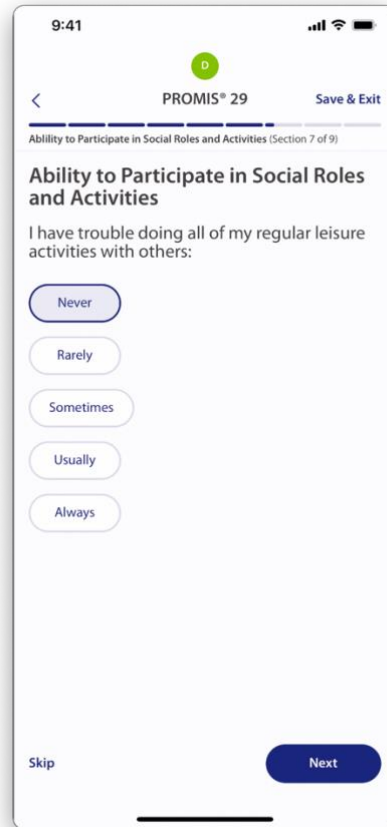 9:41
D
PROMIS® 29
Save & Exit
Ablility to Participate in Social Roles and Activities (Section 7 of 9)
Ability to Participate in Social Roles
and Activities
I have trouble doing all of my regular leisure
activities with others:
Never
Rarely
Sometimes
Usually
Always
Skip
Next